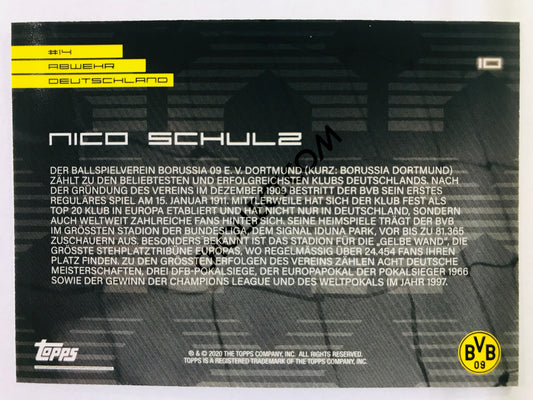 #14
ABWEHR
DEUTSCHLAND
10
NICO SCHULZ
DER BALLSPIELVEREIN BORUSSIA 09 E. V. DORTMUND (KURZ: BORUSSIA DORTMUND)
ZÄHLT ZU DEN BELIEBTESTEN UND ERFOLGREICHSTEN KLUBS DEUTSCHLANDS. NACH
DER GRÜNDUNG DES VEREINS IM DEZEMBER 1909 BESTRITT DER BVB SEIN ERSTES
REGULÄRES SPIEL AM 15. JANUAR 1911. MITTLERWEILE HAT SICH DER KLUB FEST ALS
TOP 20 KLUB IN EUROPA ETABLIERT UND HAT NICHT NUR IN DEUTSCHLAND, SONDERN
AUCH WELTWEIT ZAHLREICHE FANS HINTER SICH. SEINE HEIMSPIELE TRÄGT DER BVB
IM GRÖSSTEN STADION DER BUNDESLIGA, DEM SIGNAL IDUNA PARK, VOR BIS ZU 81.365
ZUSCHAUERN AUS. BESONDERS BEKANNT IST DAS STADION FÜR DIE „GELBE WAND", DIE
GRÖSSTE STEHPLATZTRIBÜNE EUROPAS, WO REGELMÄSSIG ÜBER 24.454 FANS IHREN
PLATZ FINDEN. ZU DEN GRÖSSTEN ERFOLGEN DES VEREINS ZÄHLEN ACHT DEUTSCHE
MEISTERSCHAFTEN, DREI DFB-POKALSIEGE, DER EUROPAPOKAL DER POKALSIEGER 1966
SOWIE DER GEWINN DER CHAMPIONS LEAGUE UND DES WELTPOKALS IM JAHR 1997.
topps
® & © 2020 THE TOPPS COMPANY, INC. ALL RIGHTS RESERVED.
TOPPS IS A REGISTERED TRADEMARK OF THE TOPPS COMPANY, INC.
BVB
09